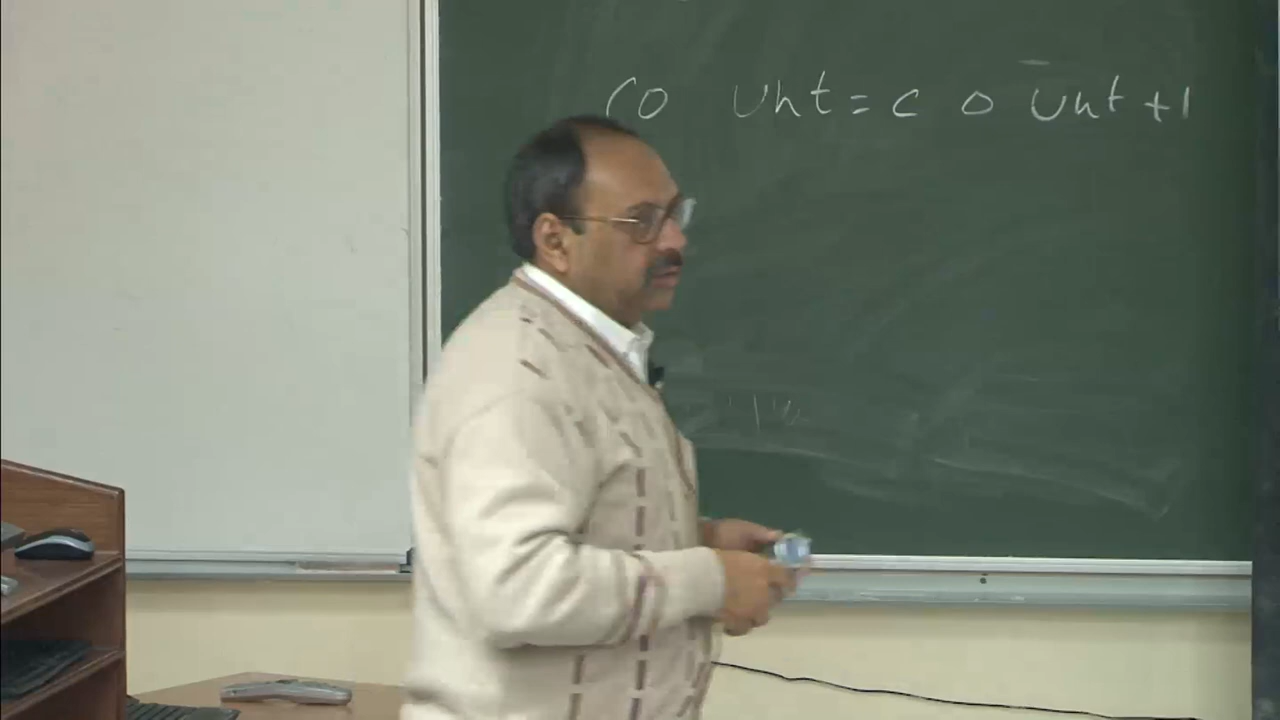 co unt = c o unt + 1